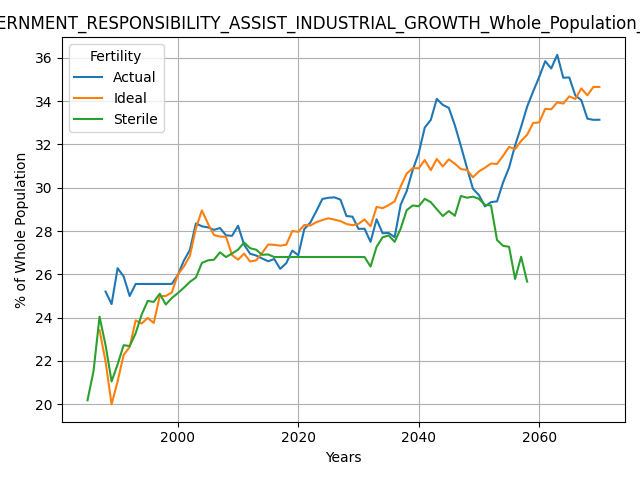 ERNMENT_RESPONSIBILITY_ASSIST_INDUSTRIAL_GROWTH_Whole_Population_
Fertility
Actual
Ideal
Sterile
% of Whole Population
36
34
32
30
28
26
24
22
20
2000 2020 2040 2060
Years